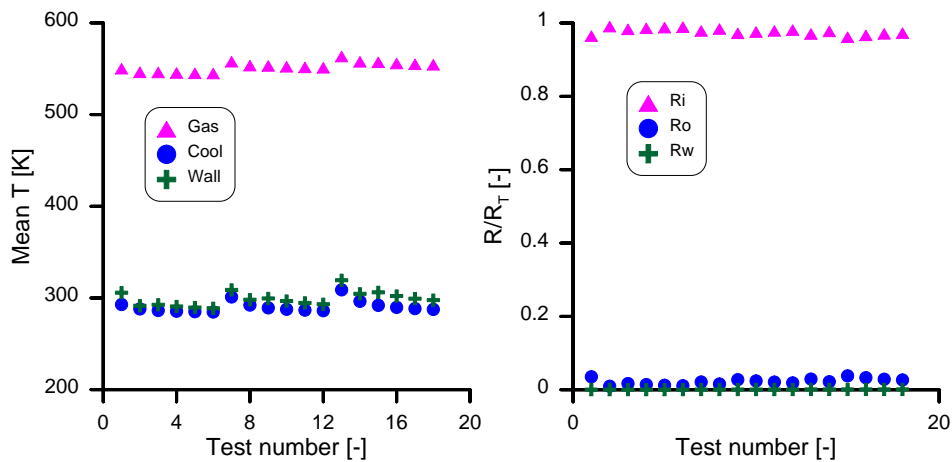 600
500
400
300
200
Mean T [K]
Gas
Cool
Wall
0
4
8
12
16
20
Test number [-]
1
0.8
0.6
0.4
0.2
0
R/R_T [-]
Ri
Ro
Rw
0
20
Test number [-]